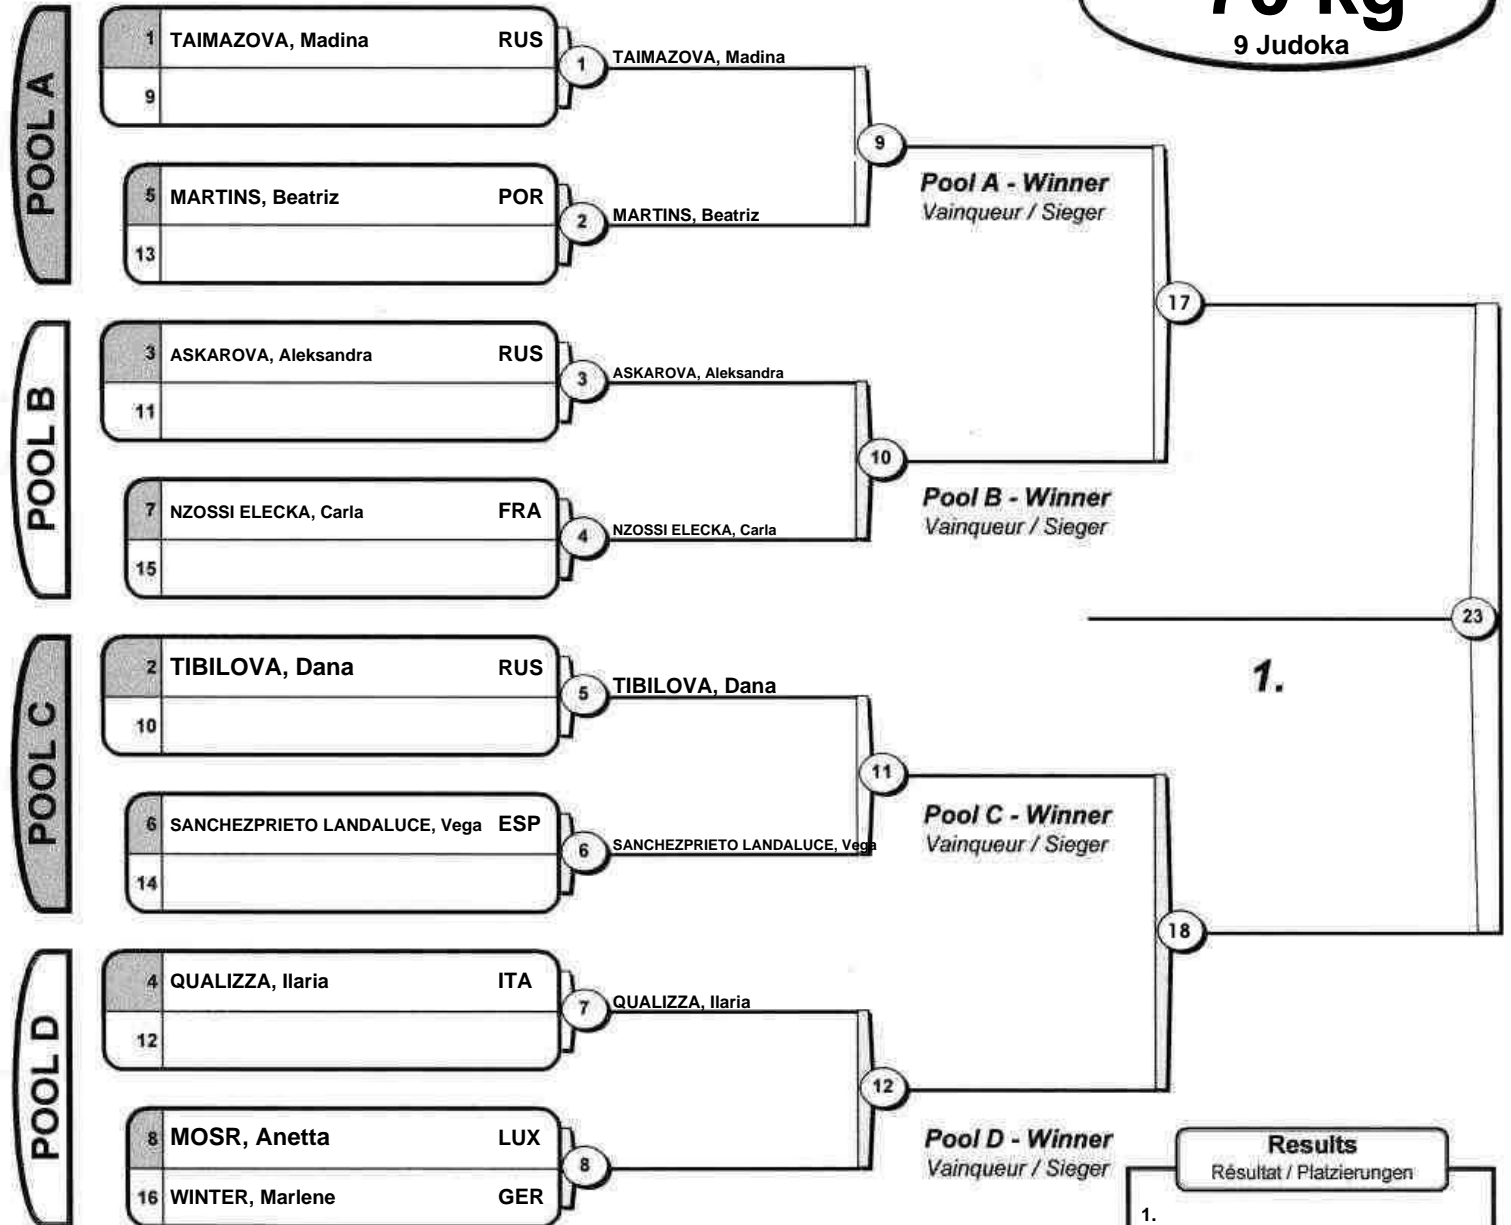 70 kg
9 Judoka
POOL A
1 TAIMAZOVA, Madina RUS
9
1 TAIMAZOVA, Madina
5 MARTINS, Beatriz POR
13
2 MARTINS, Beatriz
9
Pool A - Winner
Vainqueur / Sieger
POOL B
3 ASKAROVA, Aleksandra RUS
11
3 ASKAROVA, Aleksandra
7 NZOSSI ELECKA, Carla FRA
15
4 NZOSSI ELECKA, Carla
10
Pool B - Winner
Vainqueur / Sieger
17
POOL C
2 TIBILOVA, Dana RUS
10
5 TIBILOVA, Dana
6 SANCHEZPRIETO LANDALUCE, Vega ESP
14
6 SANCHEZPRIETO LANDALUCE, Vega
11
Pool C - Winner
Vainqueur / Sieger
POOL D
4 QUALIZZA, Ilaria ITA
12
7 QUALIZZA, Ilaria
8 MOSR, Anetta LUX
16 WINTER, Marlene GER
8
12
Pool D - Winner
Vainqueur / Sieger
18
23
1.
Results
Résultat / Platzierungen
1.